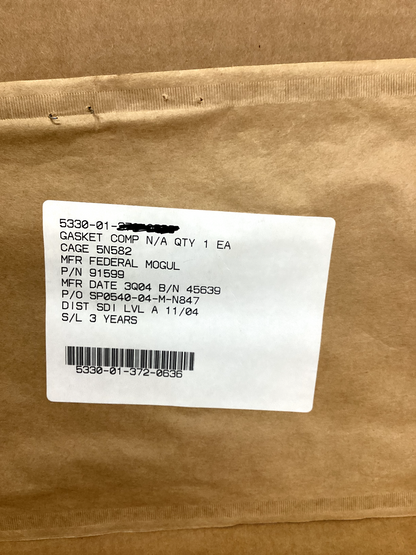 5330-01-
GASKET COMP N/A QTY 1 EA
CAGE 5N582
MFR FEDERAL MOGUL
P/N 91599
MFR DATE 3Q04 B/N 45639
P/O SP0540-04-M-N847
DIST SDI LVL A 11/04
S/L 3 YEARS
5330-01-372-0636